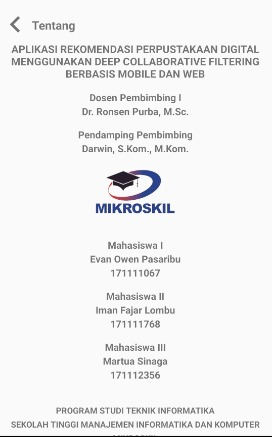 Tentang
APLIKASI REKOMENDASI PERPUSTAKAAN DIGITAL
MENGGUNAKAN DEEP COLLABORATIVE FILTERING
BERBASIS MOBILE DAN WEB
Dosen Pembimbing I
Dr. Ronsen Purba, M.Sc.
Pendamping Pembimbing
Darwin, S.Kom., M.Kom.
MIKROSKIL
Mahasiswa I
Evan Owen Pasaribu
171111067
Mahasiswa II
Iman Fajar Lombu
171111768
Mahasiswa III
Martua Sinaga
171112356
PROGRAM STUDI TEKNIK INFORMATIKA
SEKOLAH TINGGI MANAJEMEN INFORMATIKA DAN KOMPUTER